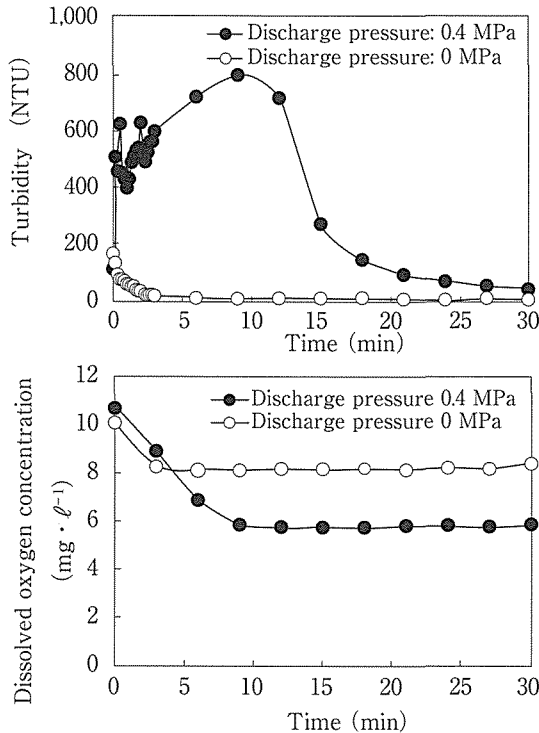 1,000
800
600
400
200
0
Turbidity (NTU)
Discharge pressure: 0.4 MPa
Discharge pressure: 0 MPa
0 5 10 15 20 25 30
Time (min)
12
10
8
6
4
2
0
Dissolved oxygen concentration
(mg・ℓ⁻¹)
Discharge pressure 0.4 MPa
Discharge pressure 0 MPa
0 5 10 15 20 25 30
Time (min)